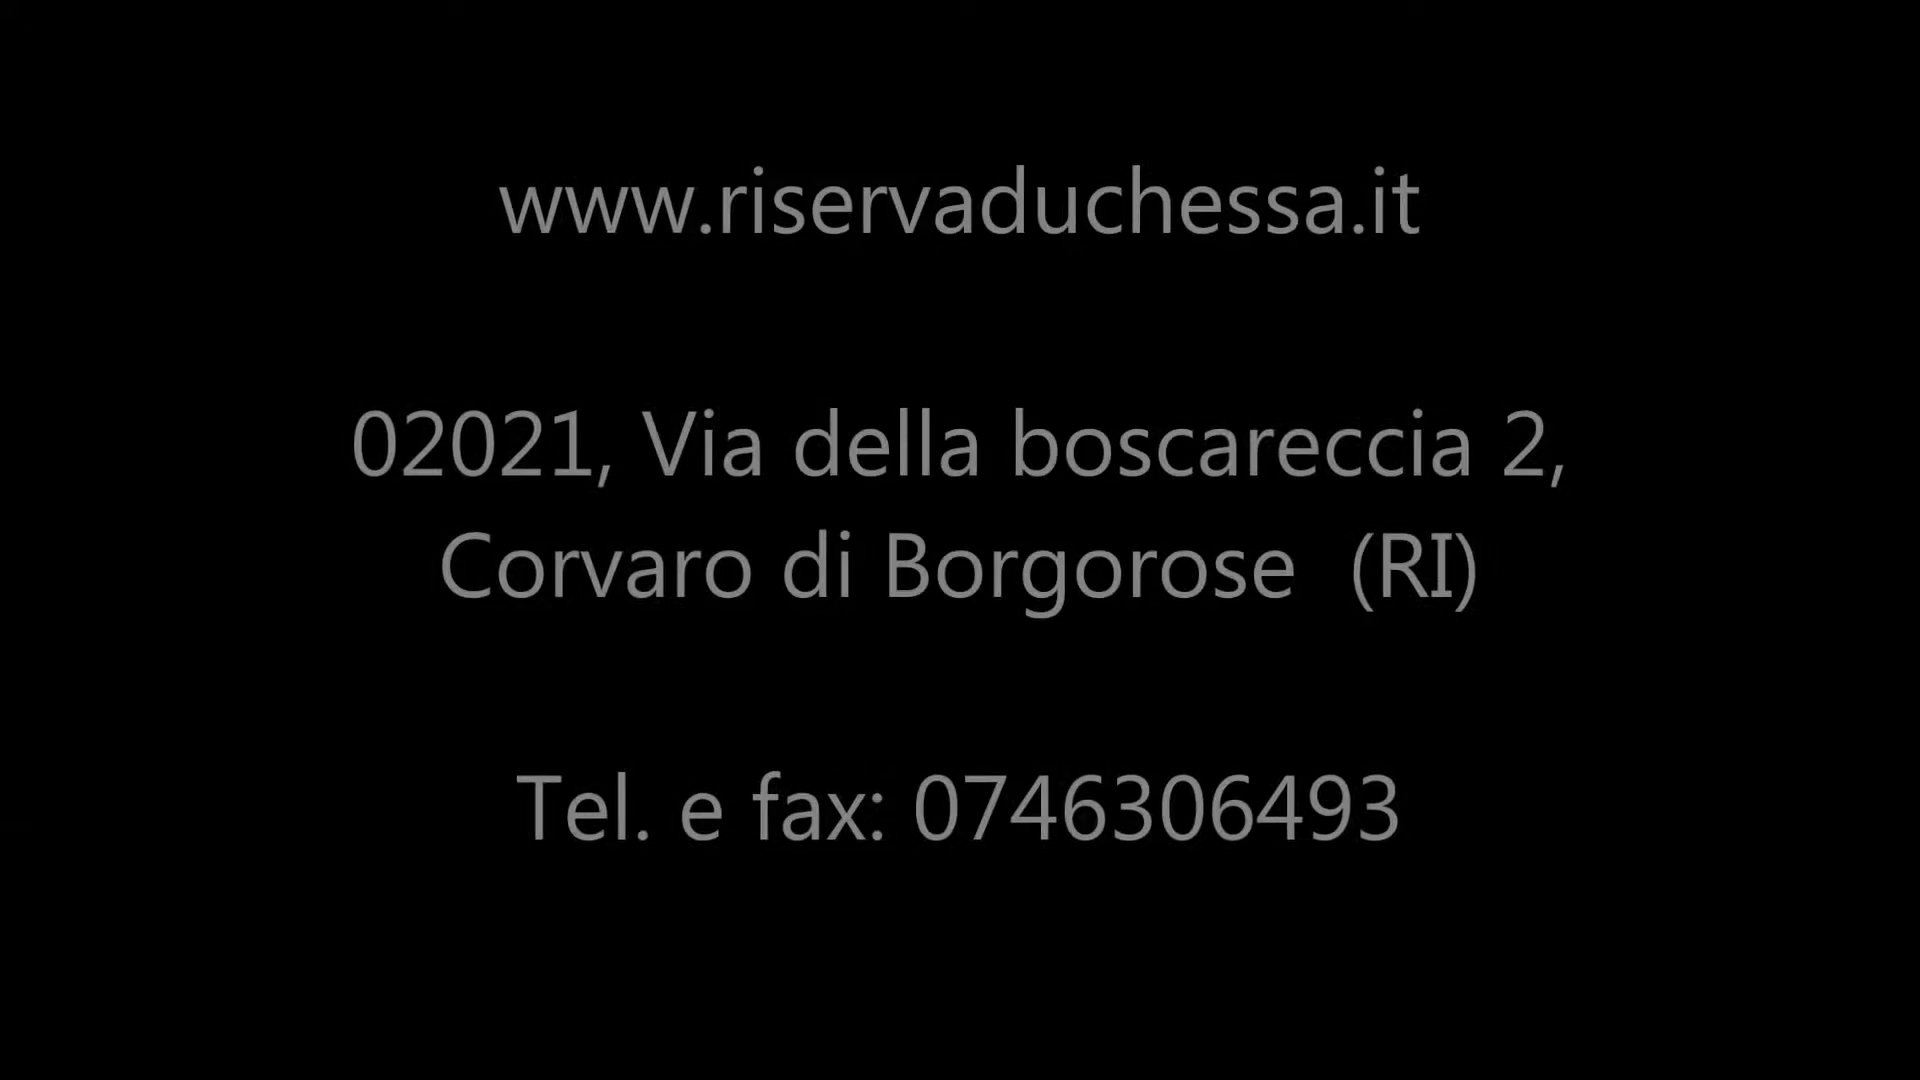 www.riservaduchessa.it
02021, Via della boscareccia 2,
Corvaro di Borgorose  (RI)
Tel. e fax: 0746306493